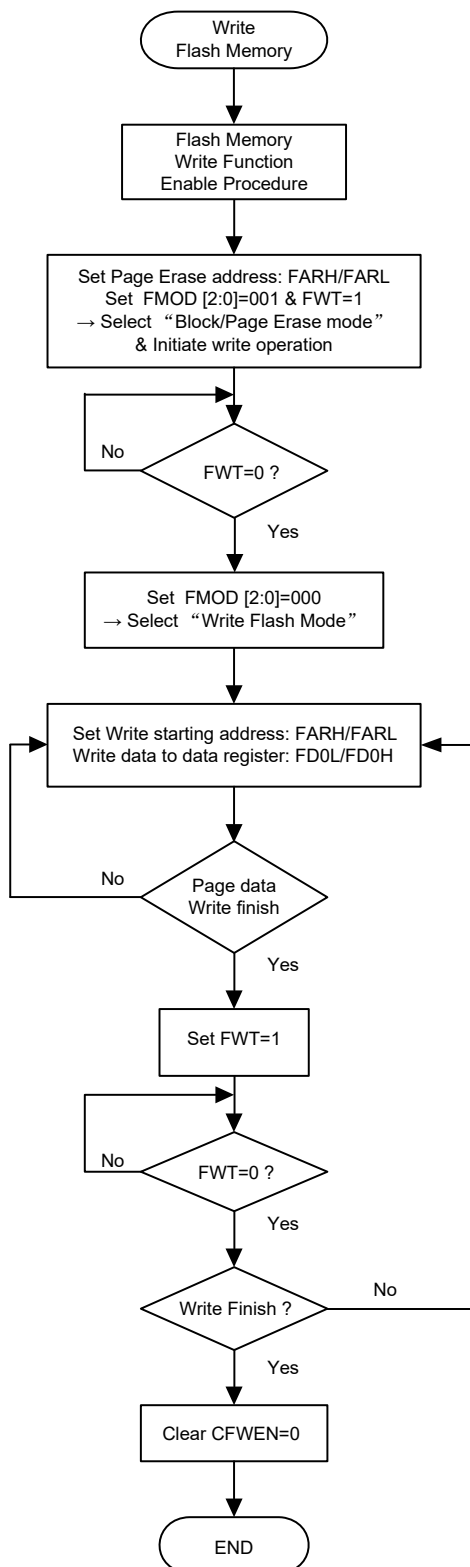 Write
Flash Memory
Flash Memory
Write Function
Enable Procedure
Set Page Erase address: FARH/FARL
Set FMOD [2:0]=001 & FWT=1
→ Select “Block/Page Erase mode”
& Initiate write operation
No
FWT=0 ?
Yes
Set FMOD [2:0]=000
→ Select “Write Flash Mode”
Set Write starting address: FARH/FARL
Write data to data register: FD0L/FD0H
No
Page data
Write finish
Yes
Set FWT=1
No
FWT=0 ?
Yes
Write Finish ?
No
Yes
Clear CFWEN=0
END